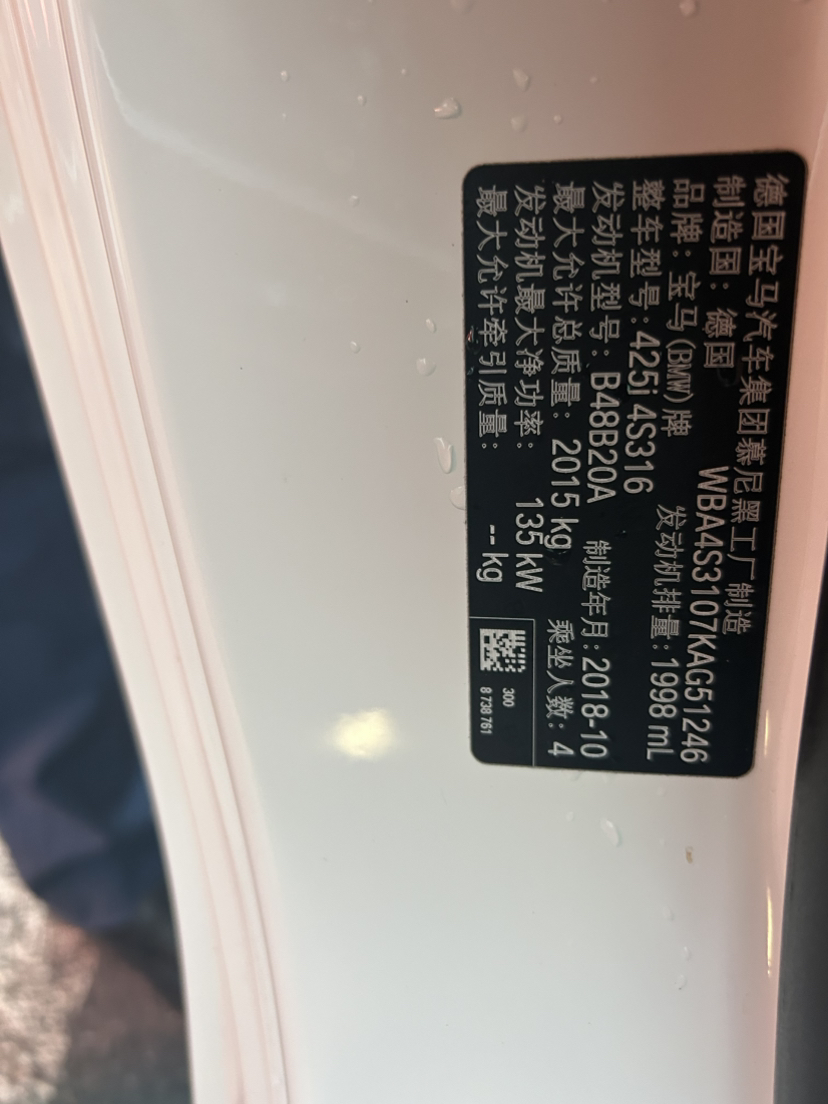 德国宝马汽车集团慕尼黑工厂制造
制造国：德国 WBA4S3107KAG51246
品牌：宝马(BMW)牌 发动机排量：1998 mL
整车型号：425i 4S316
发动机型号：B48B20A 制造年月：2018-10
最大允许总质量：2015 kg 乘坐人数：4
发动机最大净功率：135 kW
最大允许牵引质量：-- kg
300
8 738 761